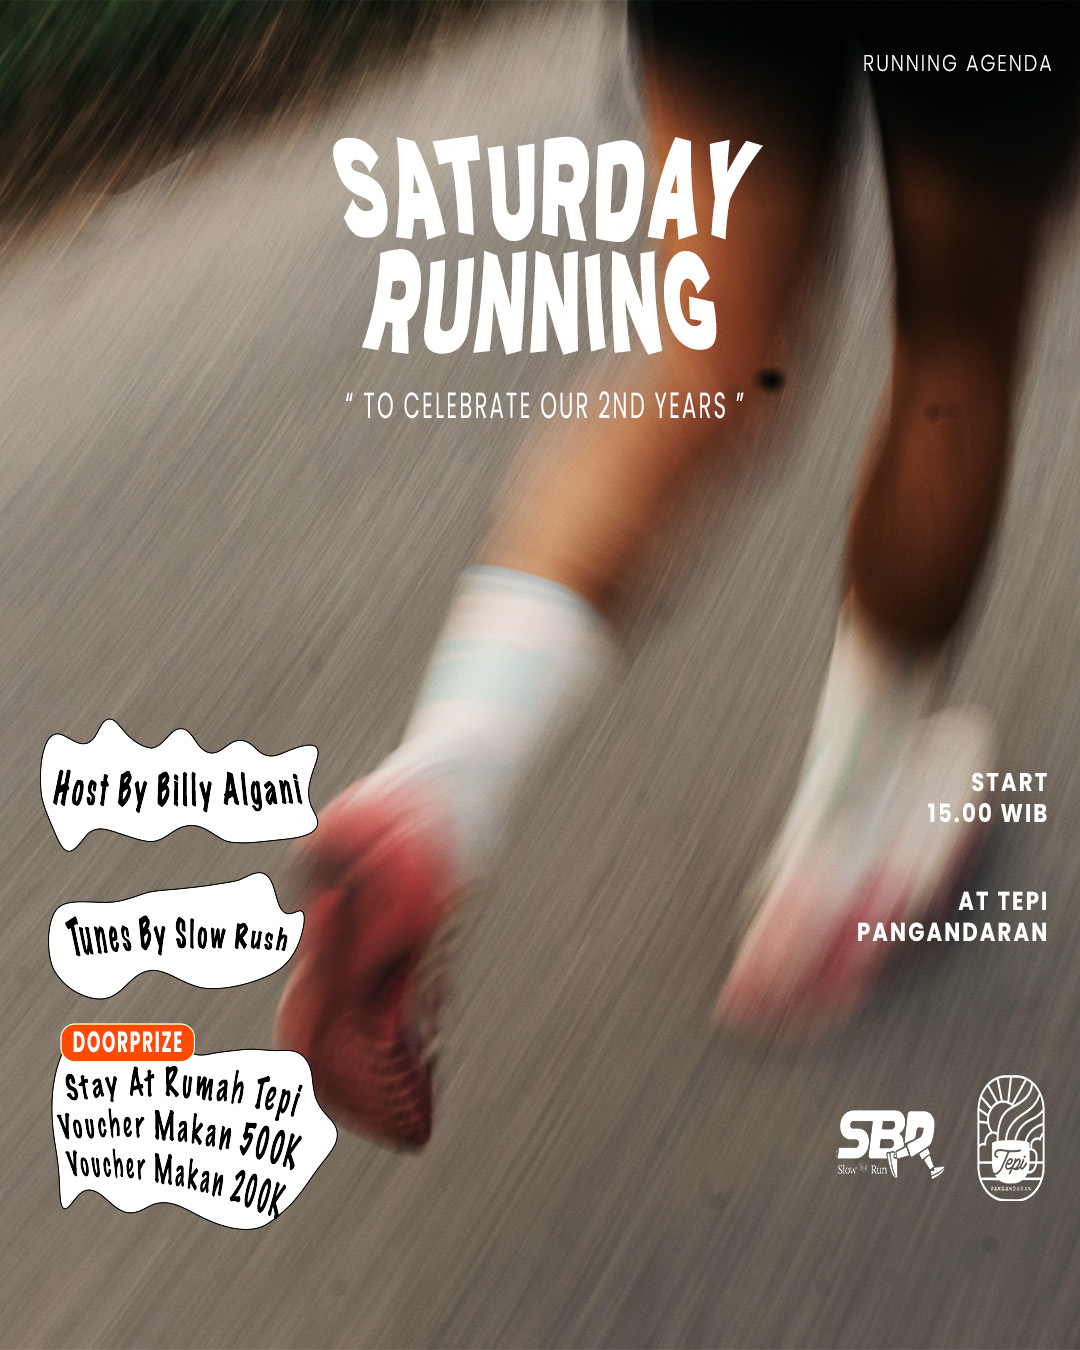 RUNNING AGENDA
SATURDAY
RUNNING
“ TO CELEBRATE OUR 2ND YEARS ”
Host By Billy Algani
Tunes By Slow Rush
DOORPRIZE
Stay At Rumah Tepi
Voucher Makan 500K
Voucher Makan 200K
START
15.00 WIB
AT TEPI
PANGANDARAN
SBR
Slow Run
Tepi
PANGANDARAN